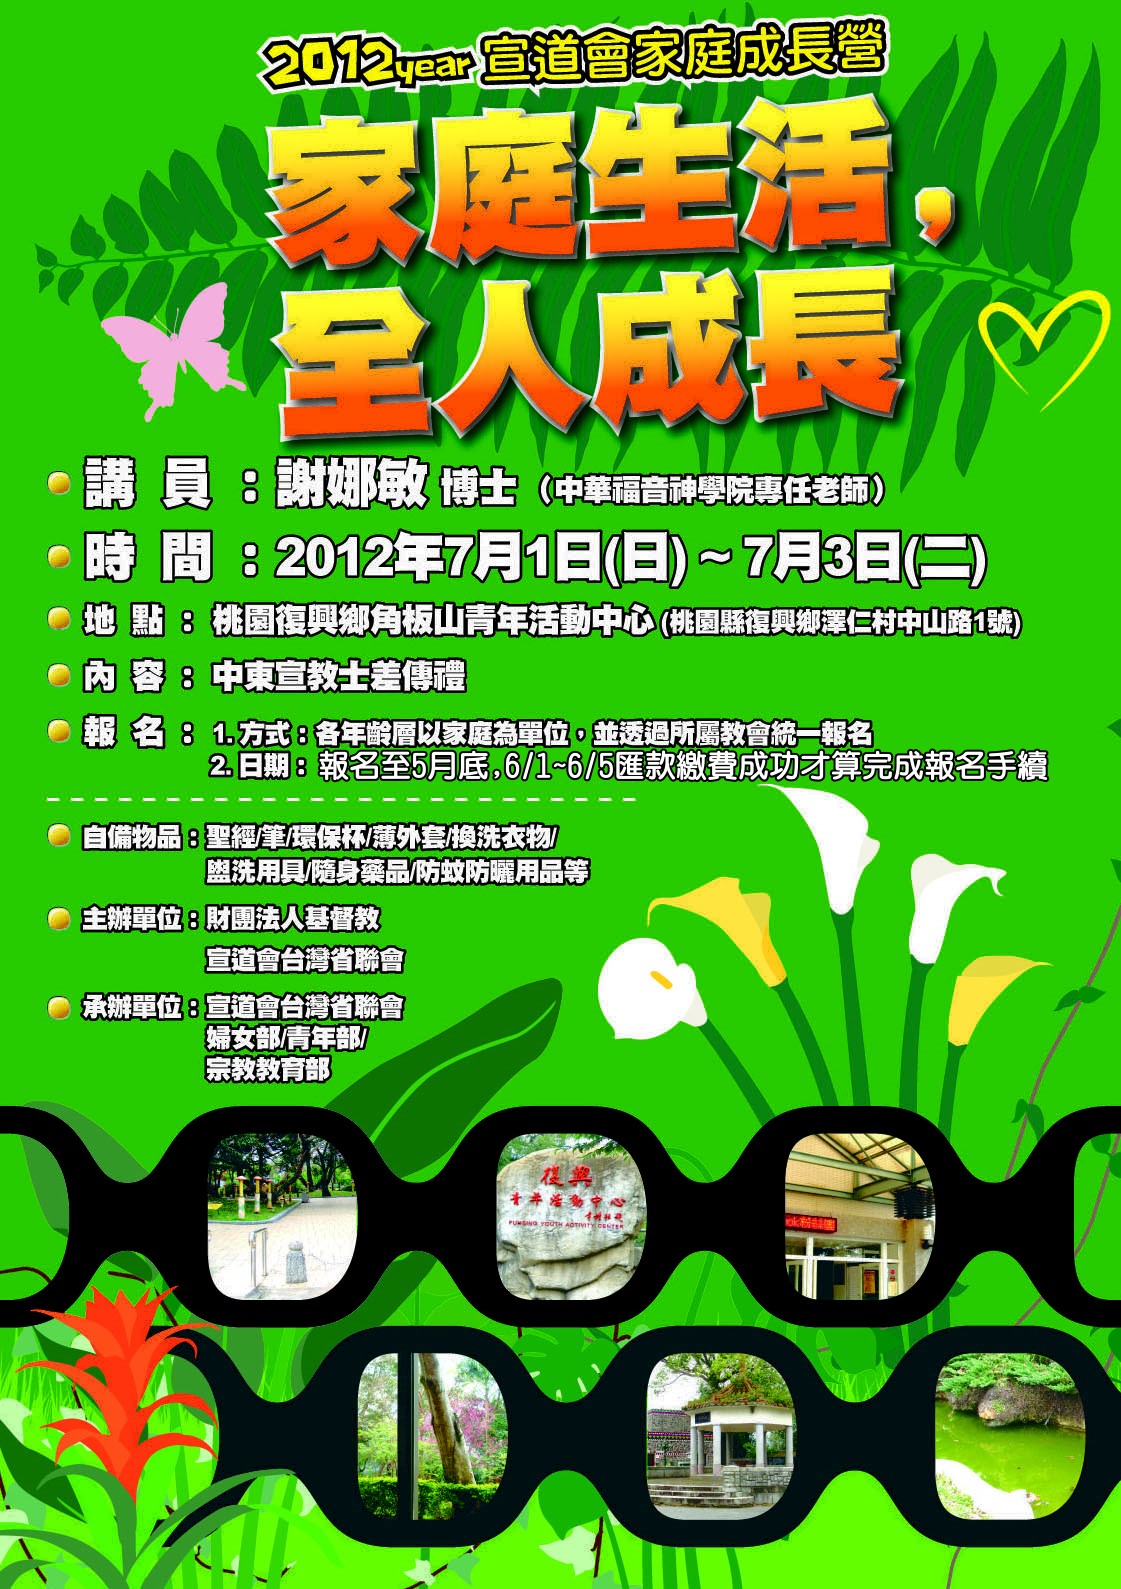 2012year 宣道會家庭成長營
家庭生活,
全人成長
講 員 ：謝娜敏 博士 （中華福音神學院專任老師）
時 間 ：2012年7月1日(日) ~ 7月3日(二)
地 點 ： 桃園復興鄉角板山青年活動中心 (桃園縣復興鄉澤仁村中山路1號)
內 容 ： 中東宣教士差傳禮
報 名 ： 1. 方式：各年齡層以家庭為單位，並透過所屬教會統一報名
2. 日期： 報名至5月底,6/1~6/5匯款繳費成功才算完成報名手續
自備物品：聖經/筆/環保杯/薄外套/換洗衣物/
盥洗用具/隨身藥品/防蚊防曬用品等
主辦單位：財團法人基督教
宣道會台灣省聯會
承辦單位：宣道會台灣省聯會
婦女部/青年部/
宗教教育部
復興
青年活動中心
FUHSING YOUTH ACTIVITY CENTER